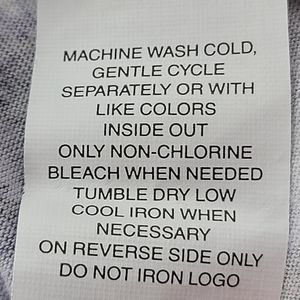 MACHINE WASH COLD,
GENTLE CYCLE
SEPARATELY OR WITH
LIKE COLORS
INSIDE OUT
ONLY NON-CHLORINE
BLEACH WHEN NEEDED
TUMBLE DRY LOW
COOL IRON WHEN
NECESSARY
ON REVERSE SIDE ONLY
DO NOT IRON LOGO